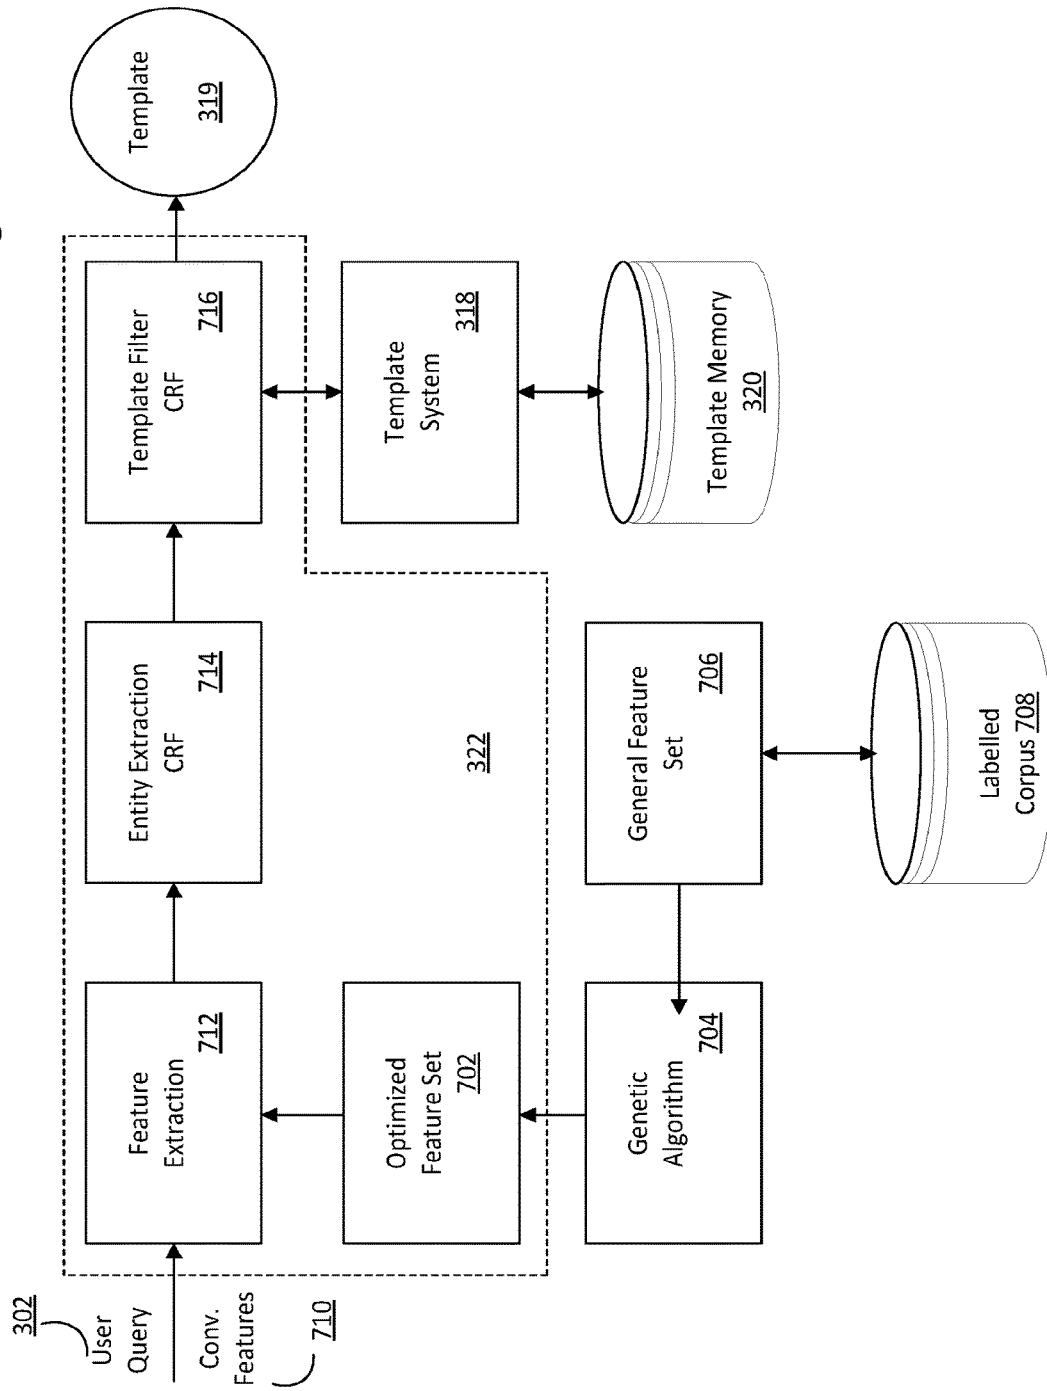 302
User
Query
Conv.
Features
710
Feature
Extraction
712
Entity Extraction
CRF
714
Template Filter
CRF
716
Template
319
Optimized
Feature Set
702
322
Template
System
318
Genetic
Algorithm
704
General Feature
Set
706
Template Memory
320
Labelled
Corpus 708